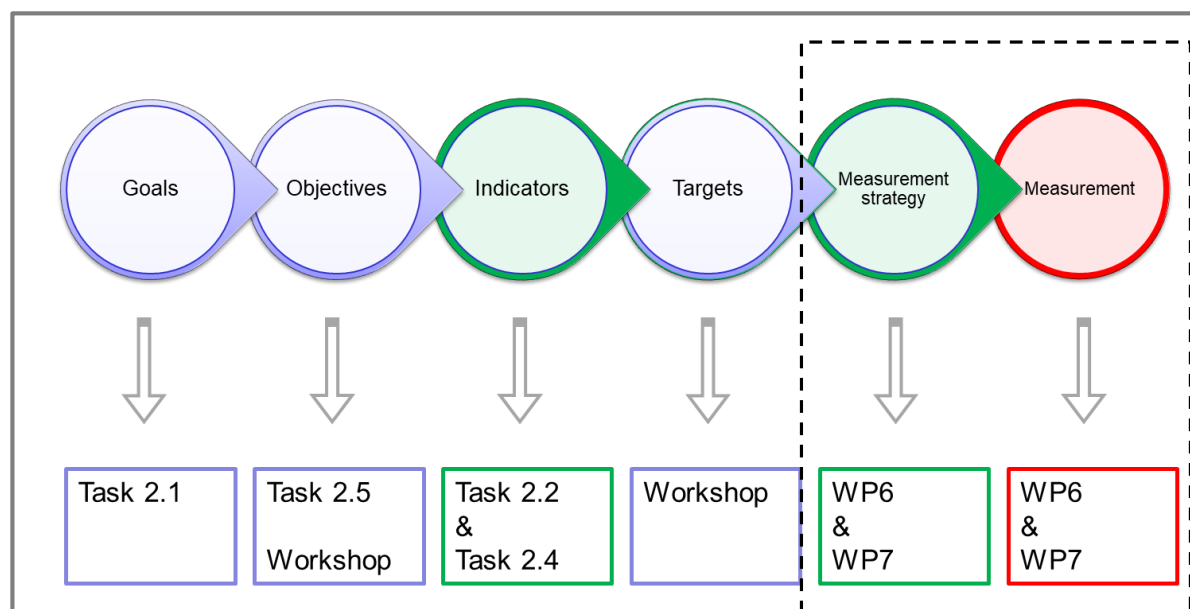 Goals
Objectives
Indicators
Targets
Measurement
strategy
Measurement
Task 2.1
Task 2.5
Workshop
Task 2.2
&
Task 2.4
Workshop
WP6
&
WP7
WP6
&
WP7